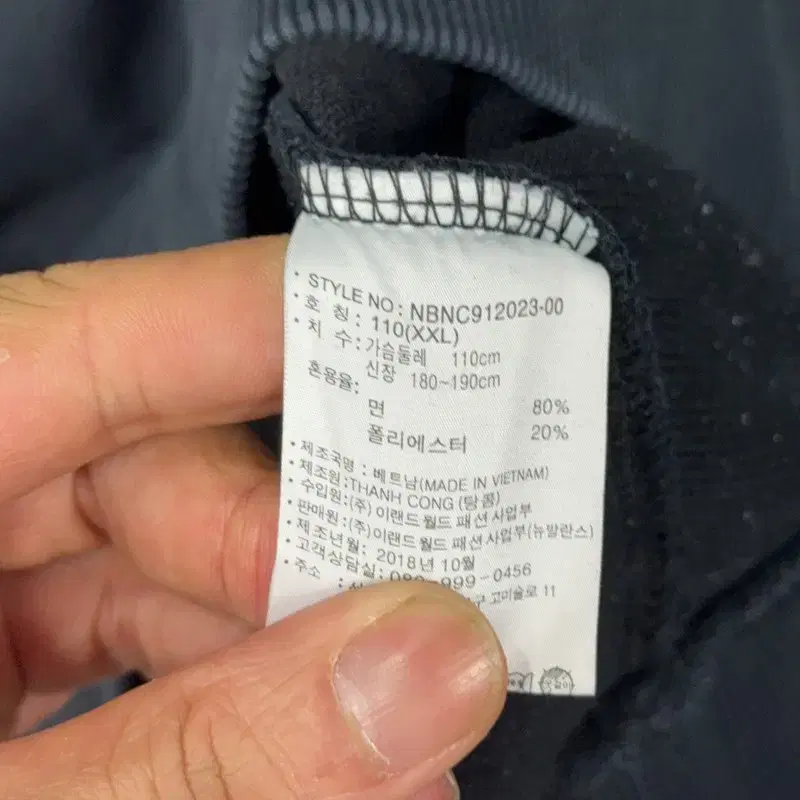 · STYLE NO : NBNC912023-00
· 호 칭 : 110(XXL)
· 치 수 : 가슴둘레 110cm
신장 180~190cm
혼용율:
면 80%
폴리에스터 20%
· 제조국명 : 베트남(MADE IN VIETNAM)
· 제조원:THANH CONG (탕콤)
· 수입원:(주) 이랜드월드 패션사업부
· 판매원:(주)이랜드월드 패션사업부(뉴발란스)
· 제조년월: 2018년 10월
· 고객상담실: 999-0456
· 주소 : 고미술로 11